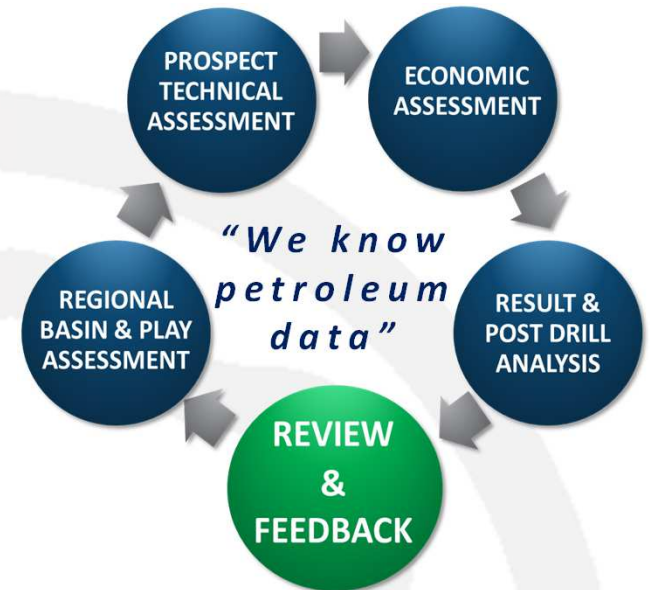 PROSPECT
TECHNICAL
ASSESSMENT
ECONOMIC
ASSESSMENT
"We know
petroleum
data"
REGIONAL
BASIN & PLAY
ASSESSMENT
RESULT &
POST DRILL
ANALYSIS
REVIEW
&
FEEDBACK